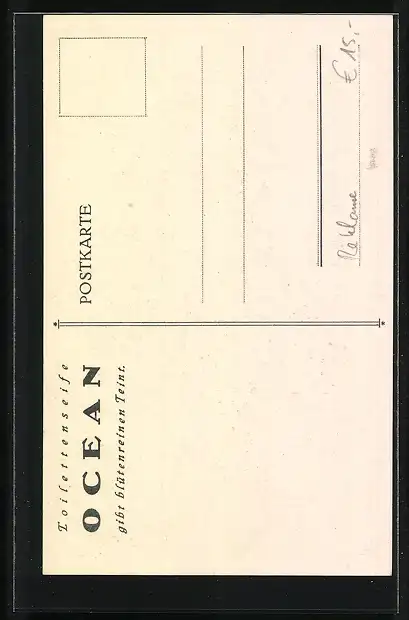 Toilettenseife
OCEAN
gibt blütenreinen Teint.
POSTKARTE
Reklame € 15,-